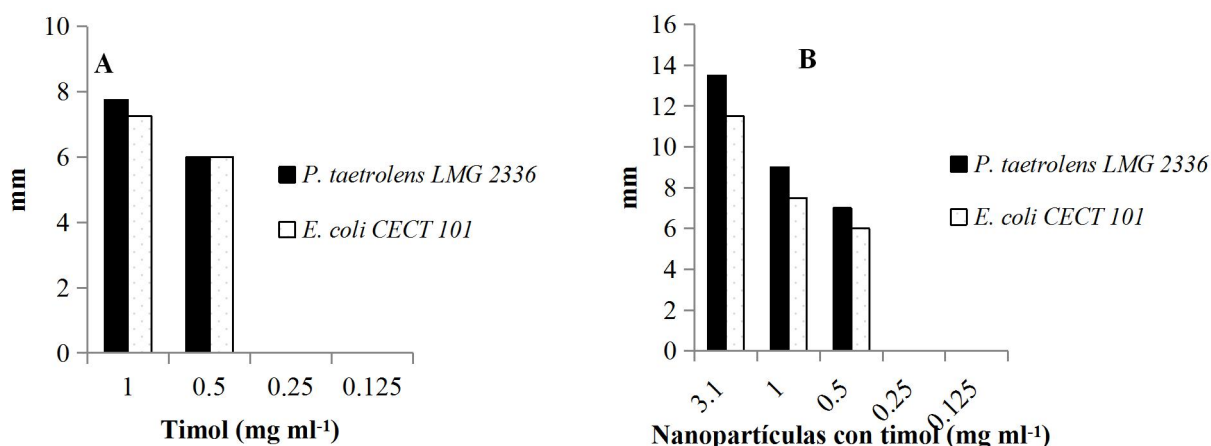 A
10
8
6
4
2
0
mm
1 0.5 0.25 0.125
Timol (mg ml⁻¹)
P. taetrolens LMG 2336
E. coli CECT 101
B
16
14
12
10
8
6
4
2
0
mm
3.1 1 0.5 0.25 0.125
Nanopartículas con timol (mg ml⁻¹)
P. taetrolens LMG 2336
E. coli CECT 101